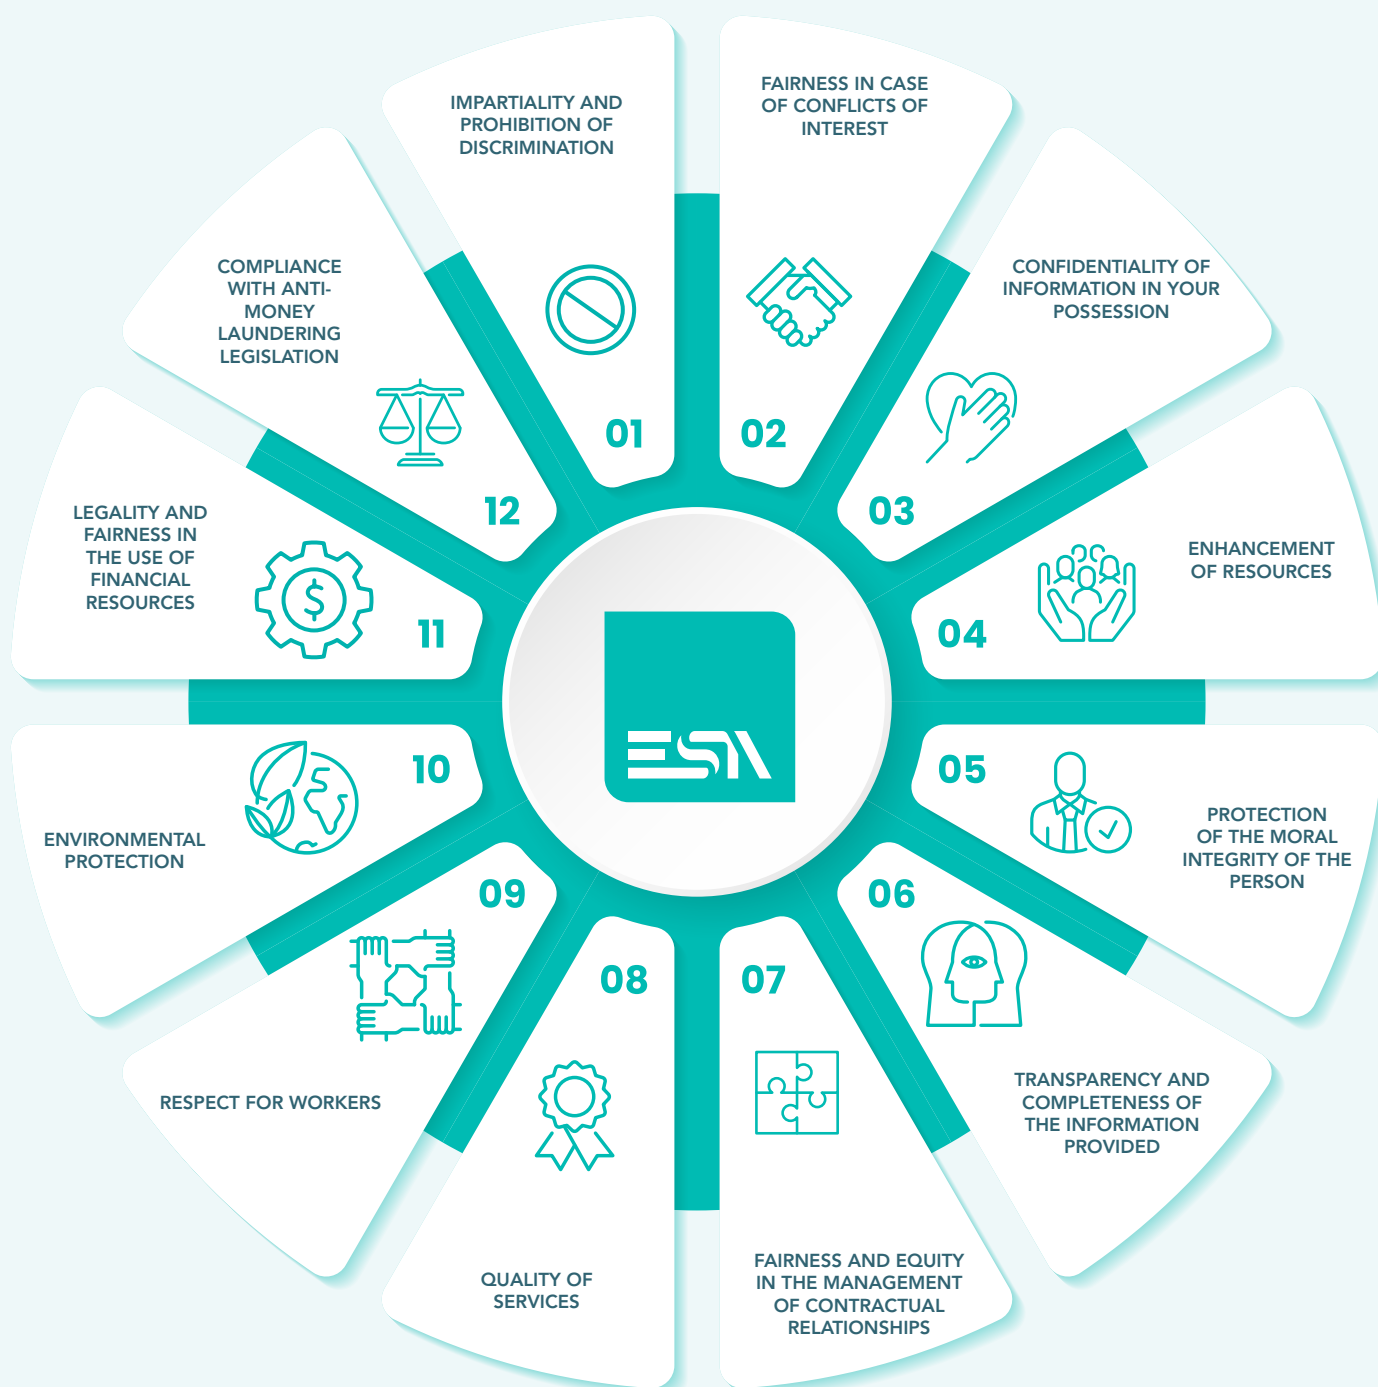 IMPARTIALITY AND
PROHIBITION OF
DISCRIMINATION
01
FAIRNESS IN CASE
OF CONFLICTS OF
INTEREST
02
CONFIDENTIALITY OF
INFORMATION IN YOUR
POSSESSION
03
ENHANCEMENT
OF RESOURCES
04
05
PROTECTION
OF THE MORAL
INTEGRITY OF THE
PERSON
06
TRANSPARENCY AND
COMPLETENESS OF
THE INFORMATION
PROVIDED
07
FAIRNESS AND EQUITY
IN THE MANAGEMENT
OF CONTRACTUAL
RELATIONSHIPS
08
QUALITY OF
SERVICES
09
RESPECT FOR WORKERS
10
ENVIRONMENTAL
PROTECTION
LEGALITY AND
FAIRNESS IN
THE USE OF
FINANCIAL
RESOURCES
$
11
COMPLIANCE
WITH ANTI-
MONEY
LAUNDERING
LEGISLATION
12
ESA